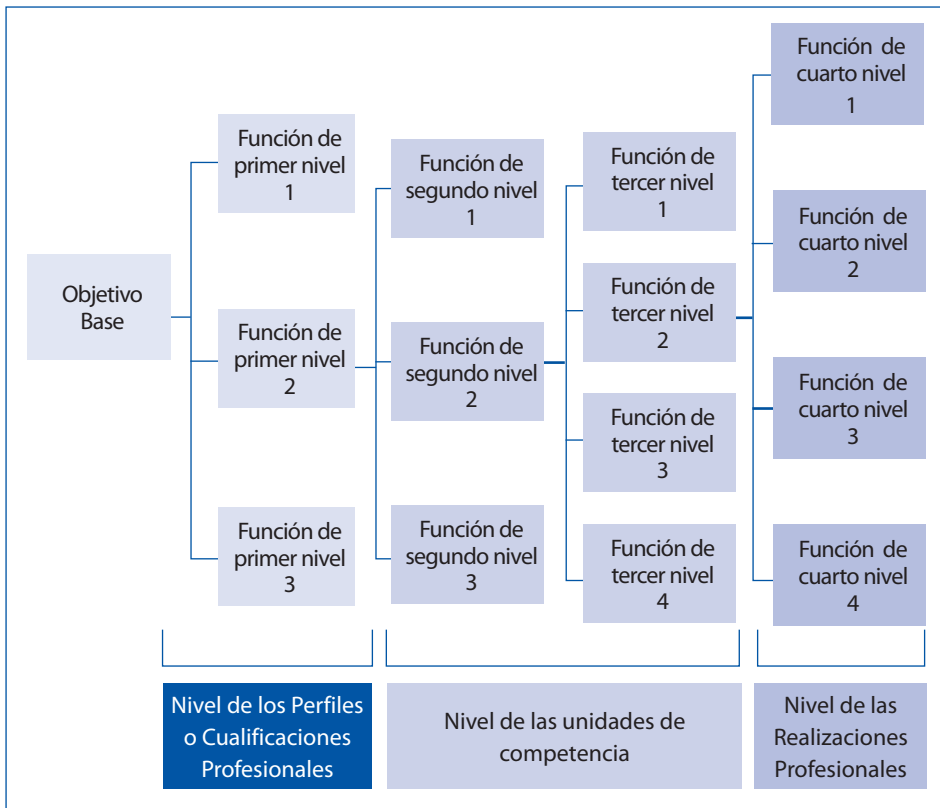 Objetivo
Base
Función de
primer nivel
1
Función de
primer nivel
2
Función de
primer nivel
3
Función de
segundo nivel
1
Función de
segundo nivel
2
Función de
segundo nivel
3
Función de
tercer nivel
1
Función de
tercer nivel
2
Función de
tercer nivel
3
Función de
tercer nivel
4
Función de
cuarto nivel
1
Función de
cuarto nivel
2
Función de
cuarto nivel
3
Función de
cuarto nivel
4
Nivel de los Perfiles
o Cualificaciones
Profesionales
Nivel de las unidades de
competencia
Nivel de las
Realizaciones
Profesionales